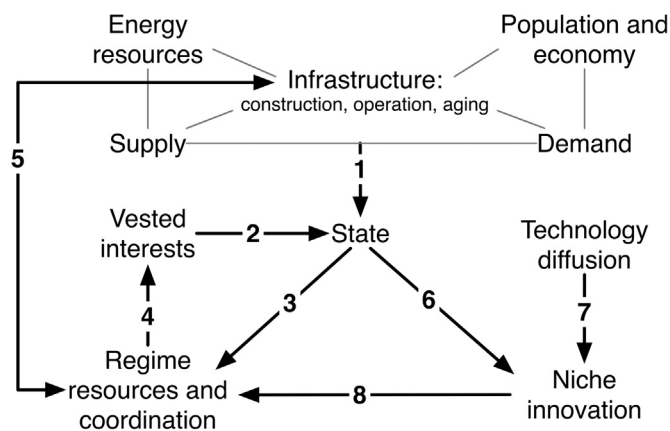 Energy
resources
Population and
economy
Infrastructure:
construction, operation, aging
Supply
Demand
5
1
Vested
interests
2
State
Technology
diffusion
3
6
4
7
Regime
resources and
coordination
8
Niche
innovation